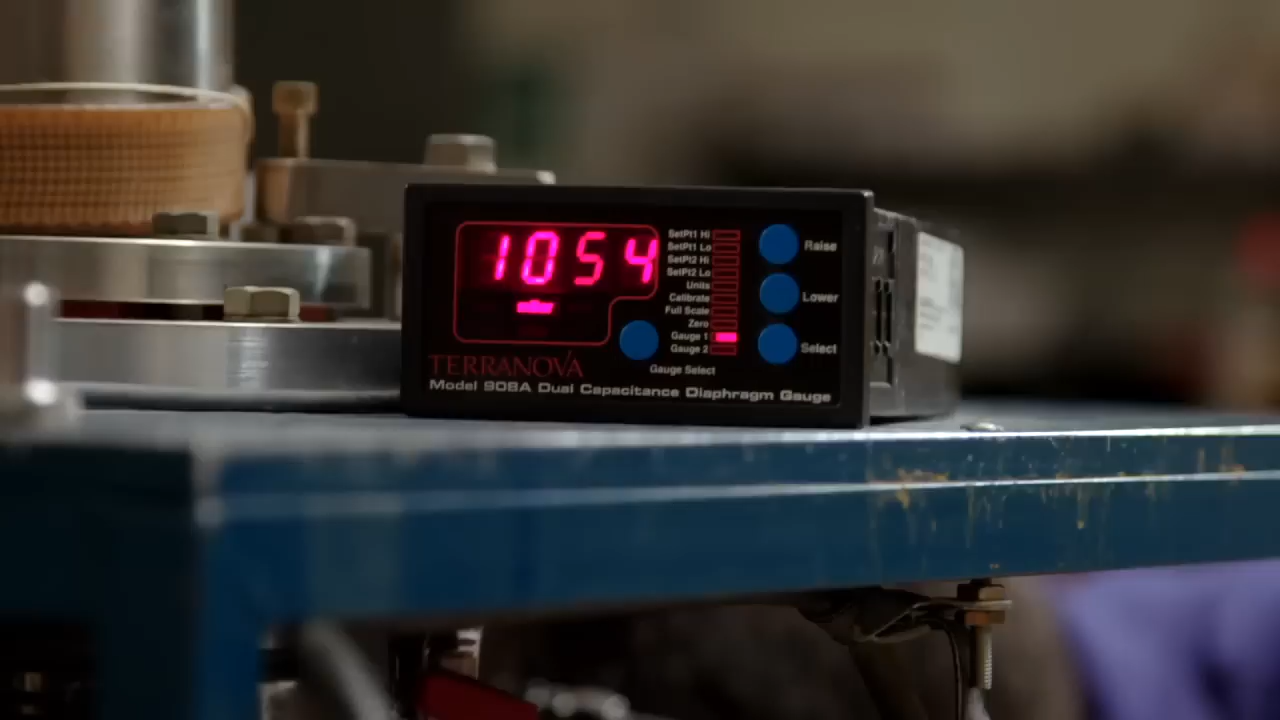 1054
SetPt1 Hi
SetPt1 Lo
SetPt2 Hi
SetPt2 Lo
Units
Calibrate
Full Scale
Zero
Gauge 1
Gauge 2
Raise
Lower
Select
Gauge Select
TERRANOVA
Model 908A Dual Capacitance Diaphragm Gauge